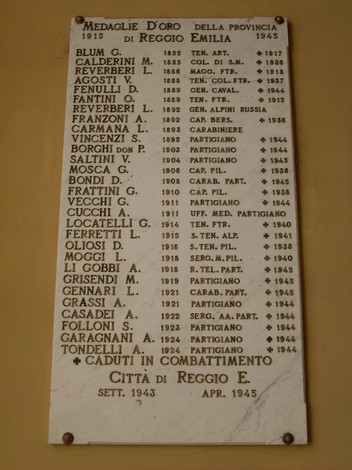 MEDAGLIE D'ORO DELLA PROVINCIA
1915 DI REGGIO EMILIA 1945
BLUM G. 1855 TEN. ART. ✦ 1917
CALDERINI M. 1885 COL. DI S.M. ✦ 1936
REVERBERI L. 1886 MAGG. FTR. ✦ 1918
AGOSTI V. 1888 TEN. COL. FTR. ✦ 1937
FENULLI D. 1889 GEN. CAVAL. ✦ 1944
FANTINI O. 1889 TEN. FTR. ✦ 1915
REVERBERI L. 1892 GEN. ALPINI RUSSIA
FRANZONI A. 1892 CAP. BERS. ✦ 1936
CARMANA L. 1893 CARABINIERE
VINCENZI S. 1895 PARTIGIANO ✦ 1944
BORGHI DON P. 1903 PARTIGIANO ✦ 1944
SALTINI V. 1904 PARTIGIANO ✦ 1945
MOSCA G. 1906 CAP. PIL. ✦ 1936
BONDI D. 1908 CARAB. PART. ✦ 1945
FRATTINI G. 1910 CAP. PIL. ✦ 1938
VECCHI G. 1911 PARTIGIANO ✦ 1944
CUCCHI A. 1911 UFF. MED. PARTIGIANO
LOCATELLI G. 1914 TEN. FTR. ✦ 1940
FERRETTI L. 1915 S. TEN. ALP. ✦ 1941
OLIOSI D. 1916 S. TEN. PIL. ✦ 1938
MOGGI L. 1918 SERG. M. PIL. ✦ 1940
LI GOBBI A. 1918 R. TEL. PART. ✦ 1945
GRISENDI M. 1919 PARTIGIANO ✦ 1945
GENNARI L. 1921 CARAB. PART. ✦ 1945
GRASSI A. 1921 PARTIGIANO ✦ 1944
CASADEI A. 1922 SERG. AA. PART. ✦ 1944
FOLLONI S. 1923 PARTIGIANO ✦ 1944
GARAGNANI A. 1924 PARTIGIANO ✦ 1944
TONDELLI A. 1924 PARTIGIANO ✦ 1944
✦ CADUTI IN COMBATTIMENTO
CITTÀ DI REGGIO E.
SETT. 1943 APR. 1945